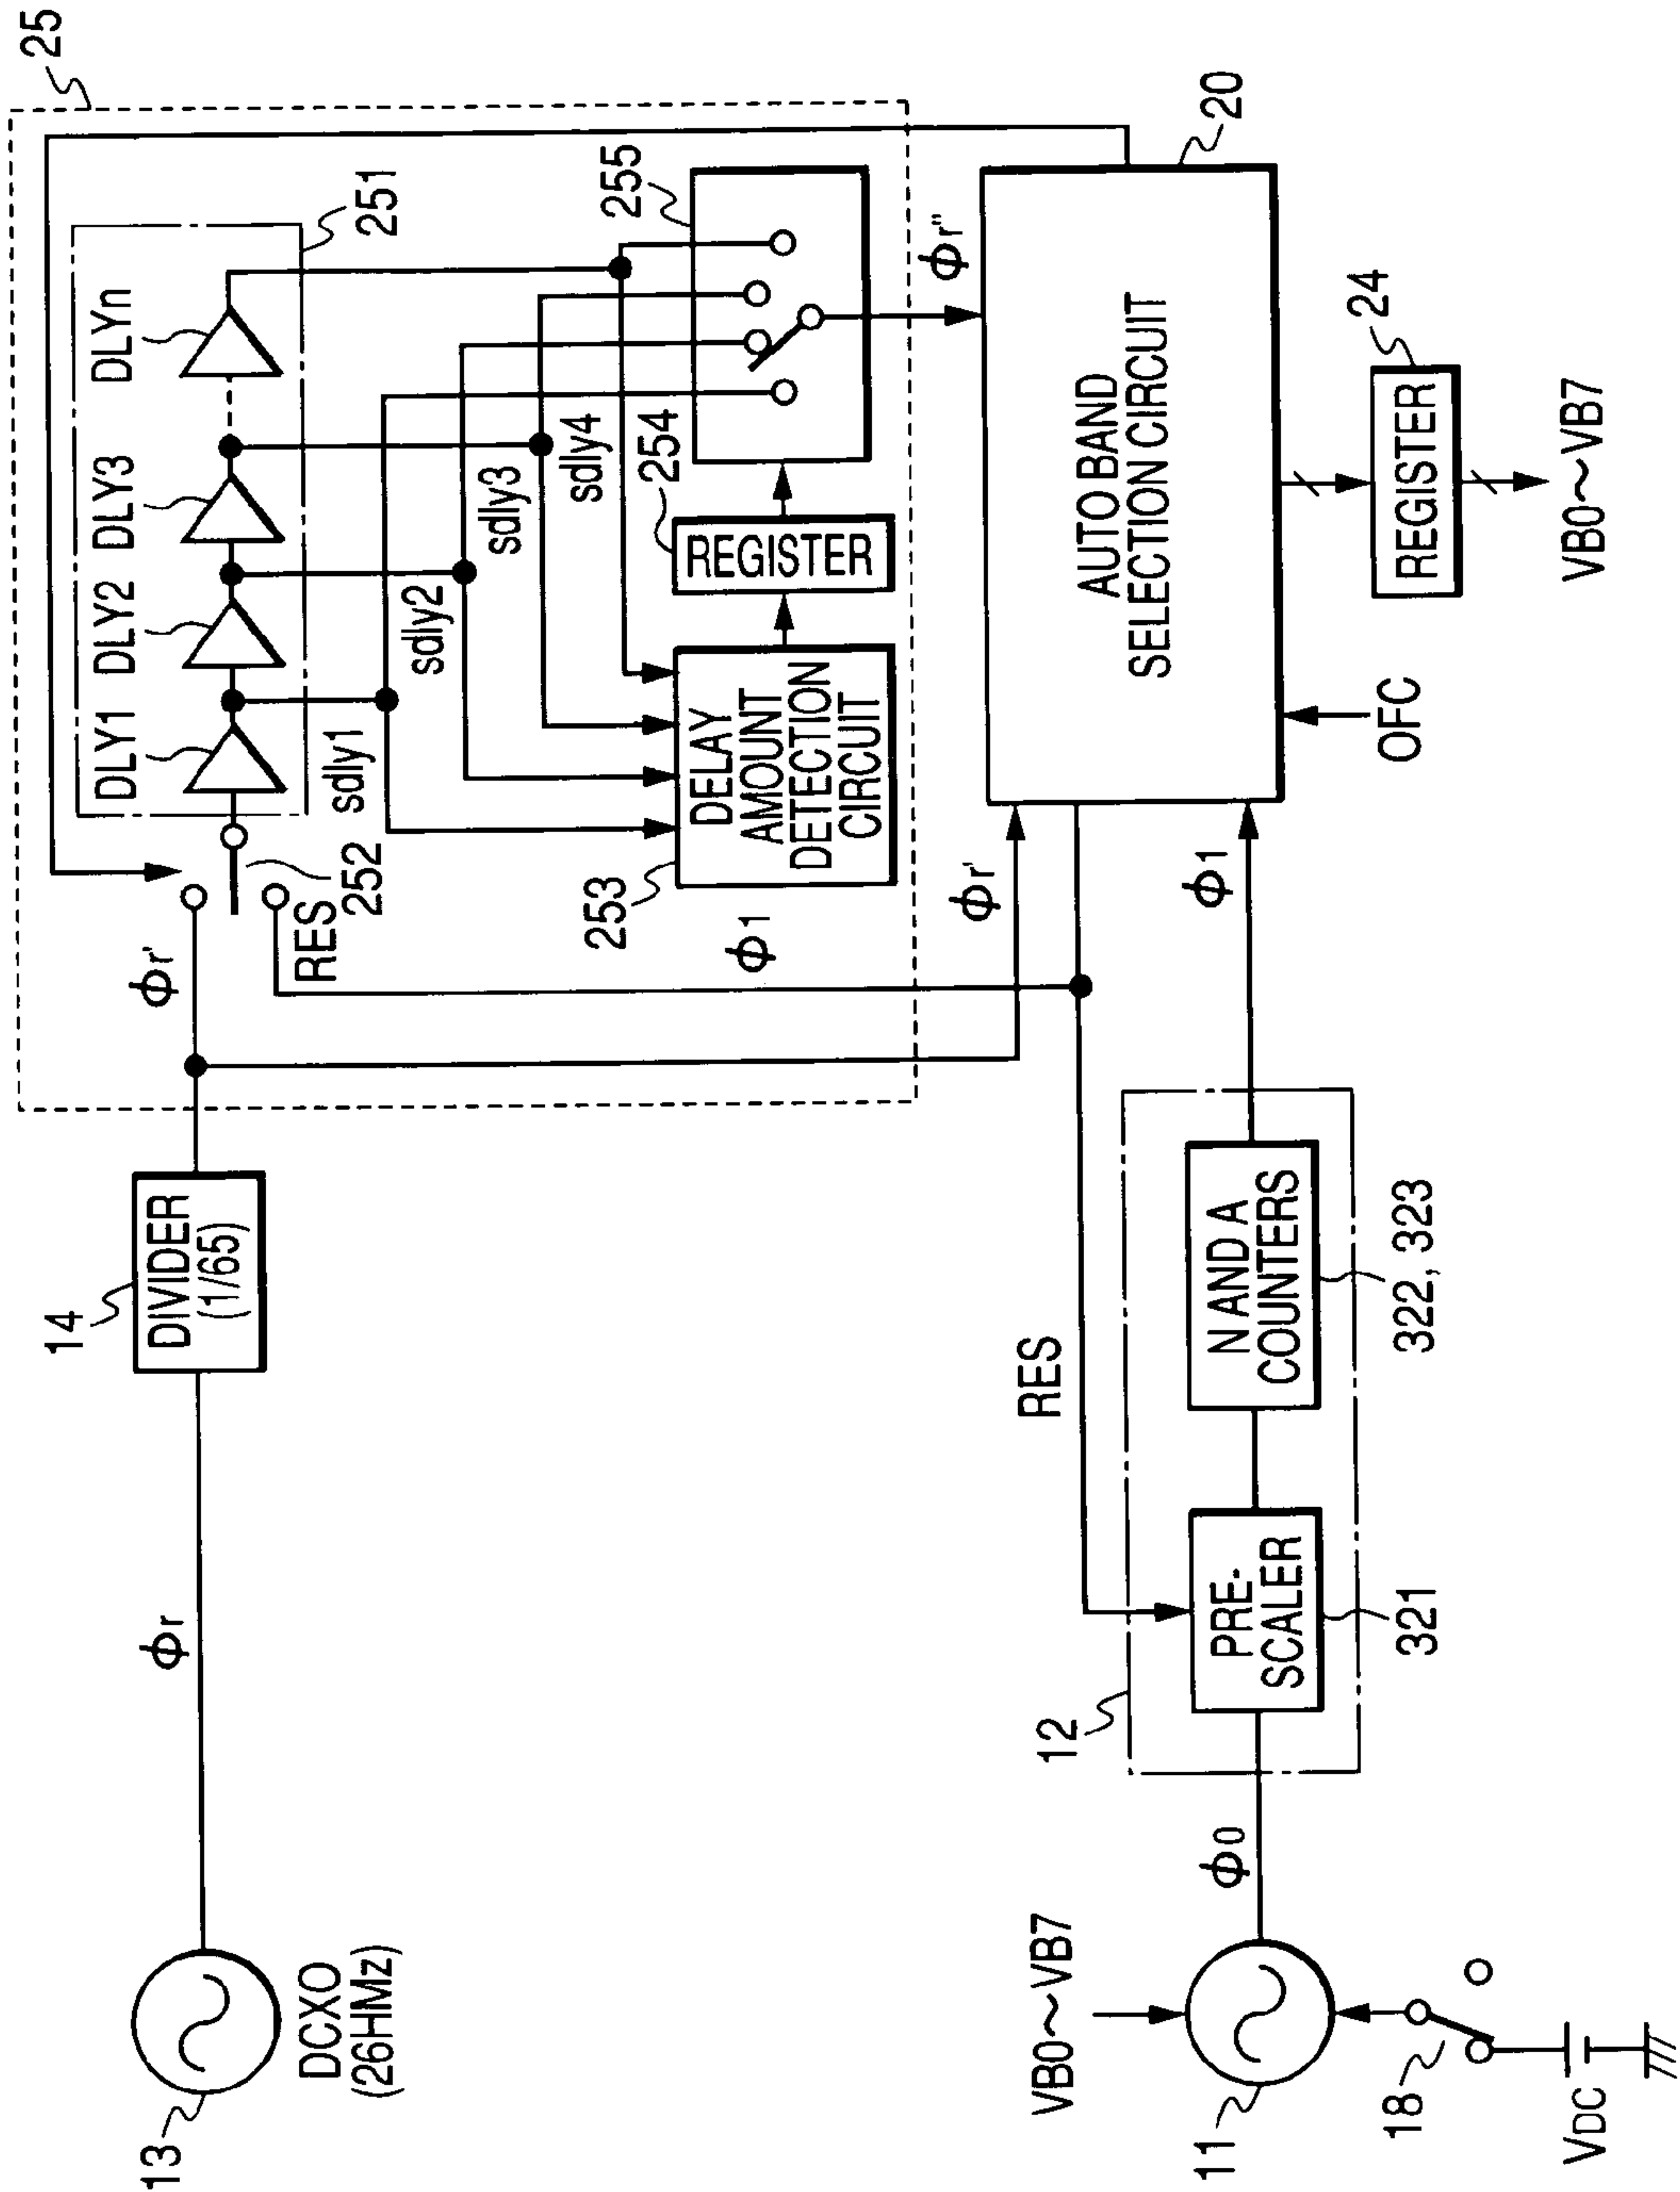 25
DLY1
DLY2
DLY3
DLYn
251
sdly1
sdly2
sdly3
sdly4
252
RES
ϕr'
253
DELAY
AMOUNT
DETECTION
CIRCUIT
254
REGISTER
255
ϕ1
ϕr''
14
DIVIDER
(1/65)
ϕr
13
DCXO
(26HMz)
ϕr'
AUTO BAND
SELECTION CIRCUIT
20
ϕ1
OFC
24
REGISTER
VB0~VB7
RES
12
PRE-
SCALER
321
N AND A
COUNTERS
322, 323
ϕ0
VB0~VB7
11
18
VDC